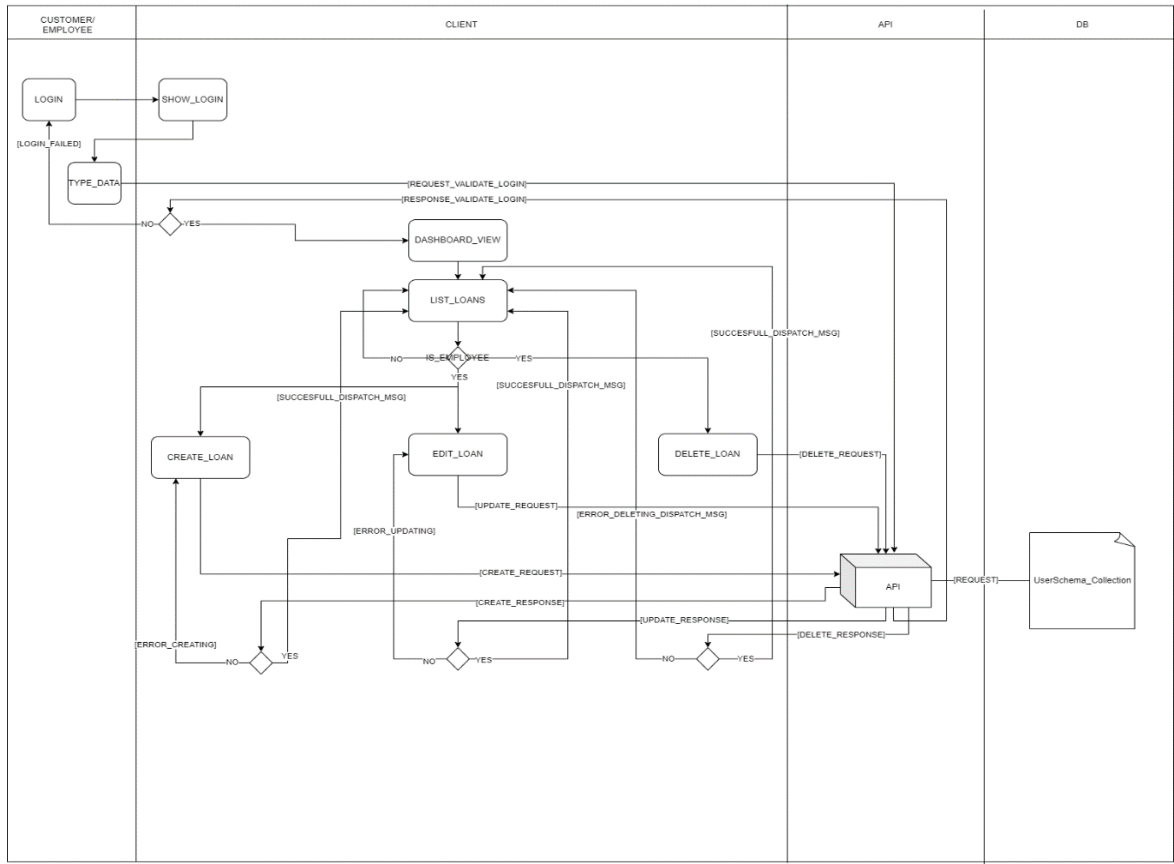 CUSTOMER/
EMPLOYEE
CLIENT
API
DB
LOGIN
SHOW_LOGIN
[LOGIN_FAILED]
TYPE_DATA
[REQUEST_VALIDATE_LOGIN]
[RESPONSE_VALIDATE_LOGIN]
NO
YES
DASHBOARD_VIEW
LIST_LOANS
[SUCCESFULL_DISPATCH_MSG]
NO
IS_EMPLOYEE
YES
YES
[SUCCESFULL_DISPATCH_MSG]
[SUCCESFULL_DISPATCH_MSG]
CREATE_LOAN
EDIT_LOAN
DELETE_LOAN
[DELETE_REQUEST]
[UPDATE_REQUEST]
[ERROR_DELETING_DISPATCH_MSG]
[ERROR_UPDATING]
[CREATE_REQUEST]
API
[REQUEST]
UserSchema_Collection
[CREATE_RESPONSE]
[UPDATE_RESPONSE]
[DELETE_RESPONSE]
[ERROR_CREATING]
NO
YES
NO
YES
NO
YES